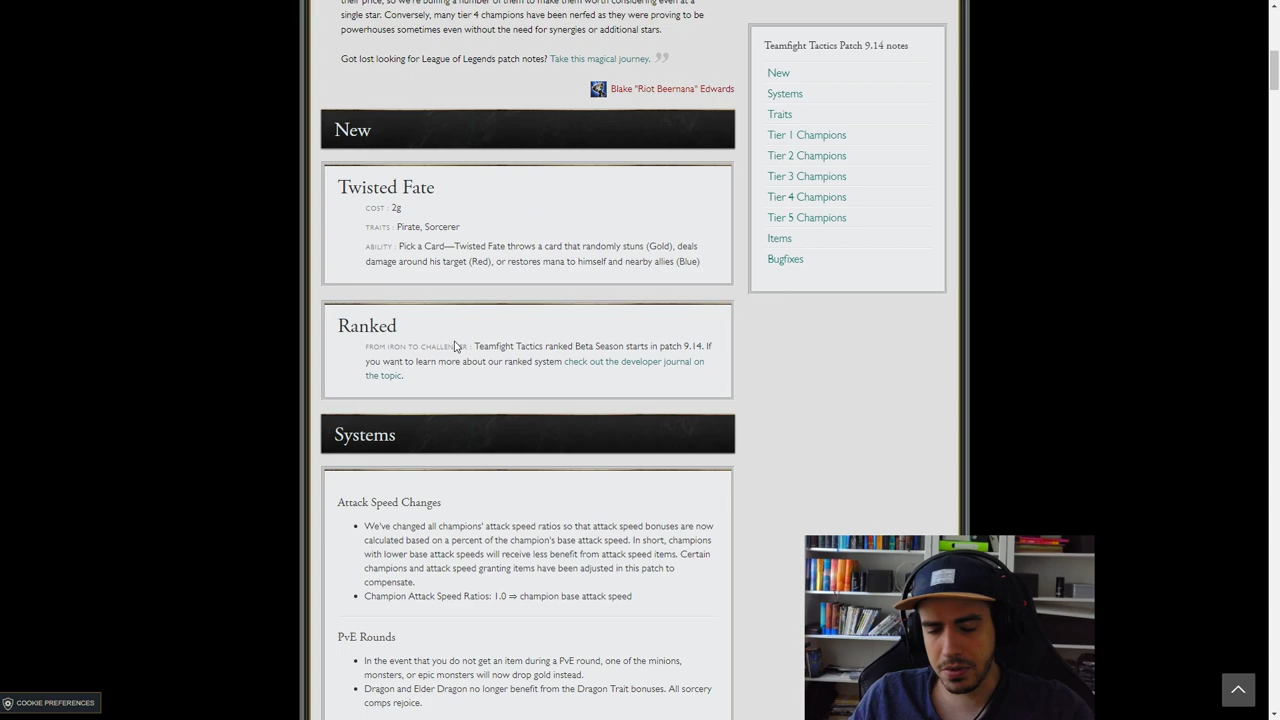 their price, so we're buffing a number of them to make them worth considering even at a
single star. Conversely, many tier 4 champions have been nerfed as they were proving to be
powerhouses sometimes even without the need for synergies or additional stars.
Got lost looking for League of Legends patch notes? Take this magical journey.
Blake "Riot Beernana" Edwards
New
Twisted Fate
COST : 2g
TRAITS : Pirate, Sorcerer
ABILITY : Pick a Card—Twisted Fate throws a card that randomly stuns (Gold), deals
damage around his target (Red), or restores mana to himself and nearby allies (Blue)
Ranked
FROM IRON TO CHALLENGER : Teamfight Tactics ranked Beta Season starts in patch 9.14. If
you want to learn more about our ranked system check out the developer journal on
the topic.
Systems
Attack Speed Changes
We've changed all champions' attack speed ratios so that attack speed bonuses are now
calculated based on a percent of the champion's base attack speed. In short, champions
with lower base attack speeds will receive less benefit from attack speed items. Certain
champions and attack speed granting items have been adjusted in this patch to
compensate.
Champion Attack Speed Ratios: 1.0 ⇒ champion base attack speed
PvE Rounds
In the event that you do not get an item during a PvE round, one of the minions,
monsters, or epic monsters will now drop gold instead.
Dragon and Elder Dragon no longer benefit from the Dragon Trait bonuses. All sorcery
comps rejoice.
Teamfight Tactics Patch 9.14 notes
New
Systems
Traits
Tier 1 Champions
Tier 2 Champions
Tier 3 Champions
Tier 4 Champions
Tier 5 Champions
Items
Bugfixes
COOKIE PREFERENCES